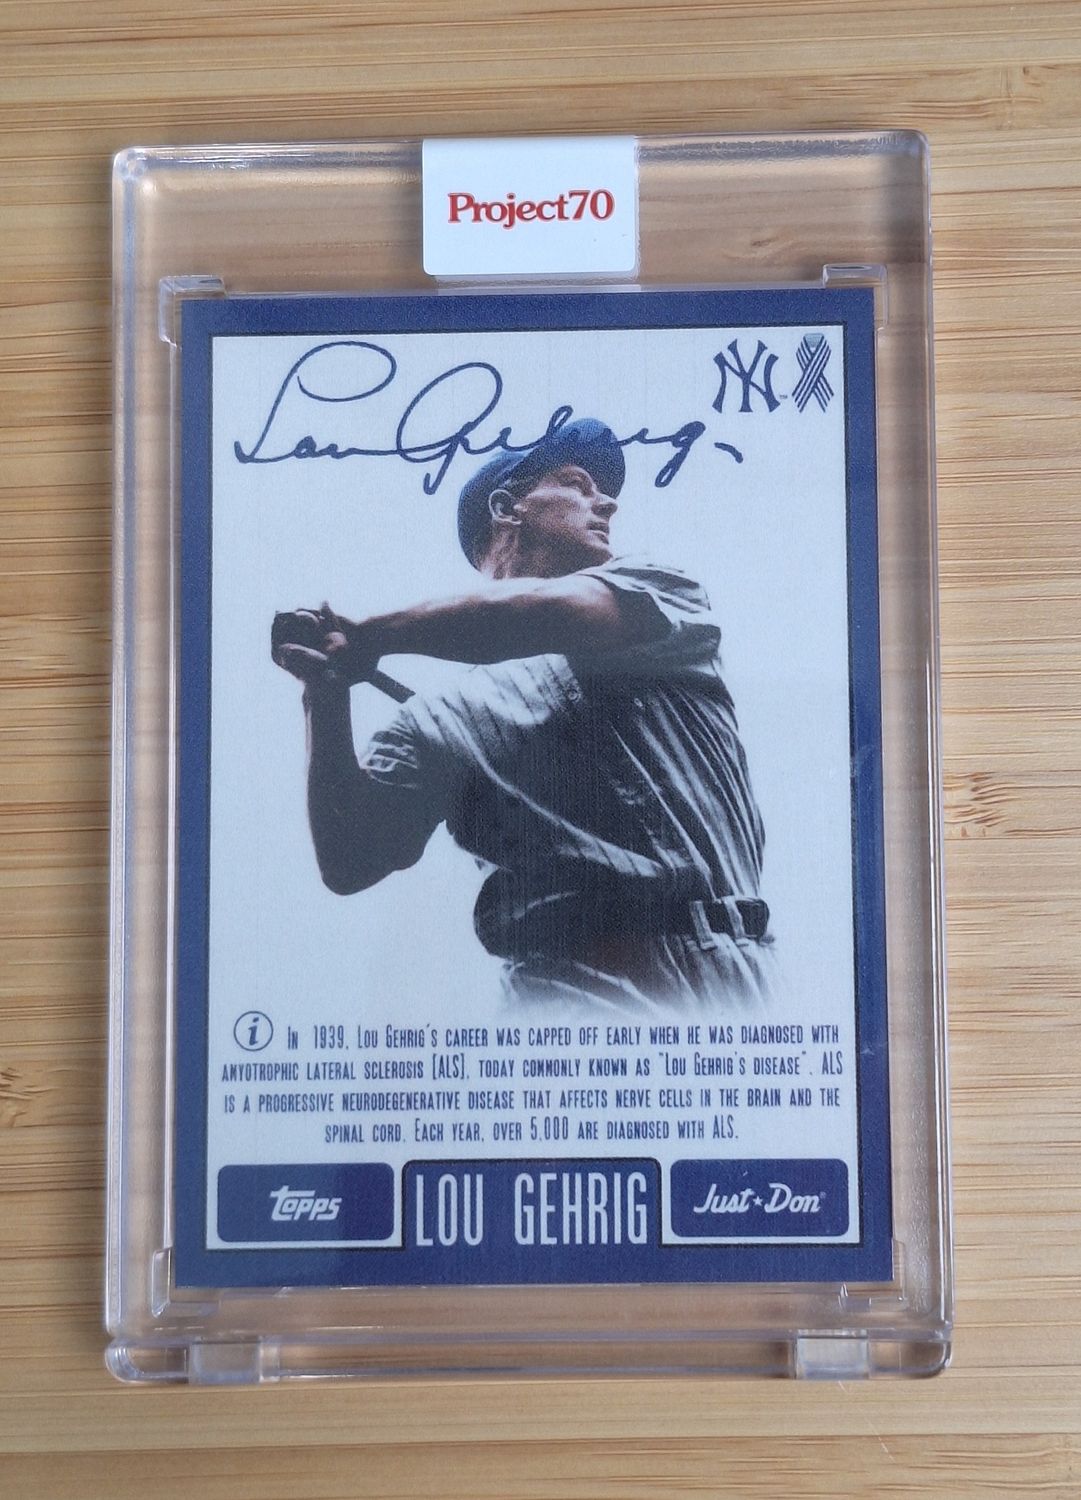 Project70
Lou Gehrig
NY
i In 1939, Lou Gehrig's career was capped off early when he was diagnosed with
amyotrophic lateral sclerosis [ALS], today commonly known as "Lou Gehrig's disease". ALS
is a progressive neurodegenerative disease that affects nerve cells in the brain and the
spinal cord. Each year, over 5,000 are diagnosed with ALS.
topps LOU GEHRIG Just★Don®